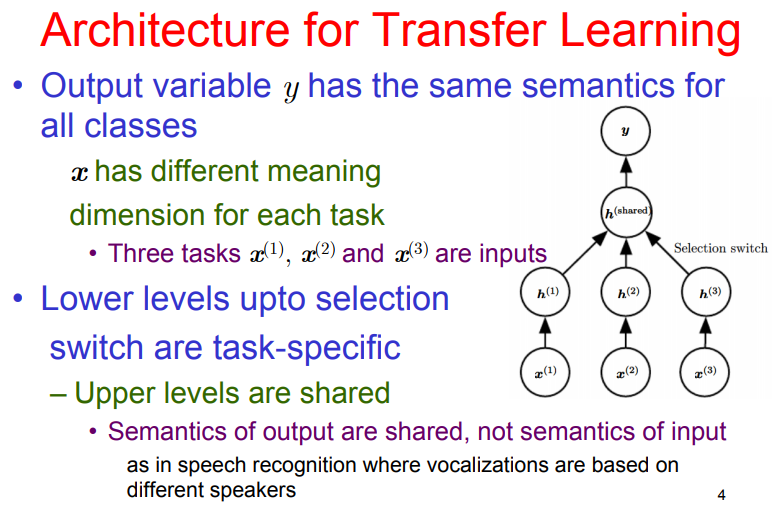 Architecture for Transfer Learning
• Output variable y has the same semantics for
all classes
x has different meaning
dimension for each task
• Three tasks x(1), x(2) and x(3) are inputs
• Lower levels upto selection
switch are task-specific
– Upper levels are shared
• Semantics of output are shared, not semantics of input
as in speech recognition where vocalizations are based on
different speakers
y
h(shared)
Selection switch
h(1) h(2) h(3)
x(1) x(2) x(3)
4